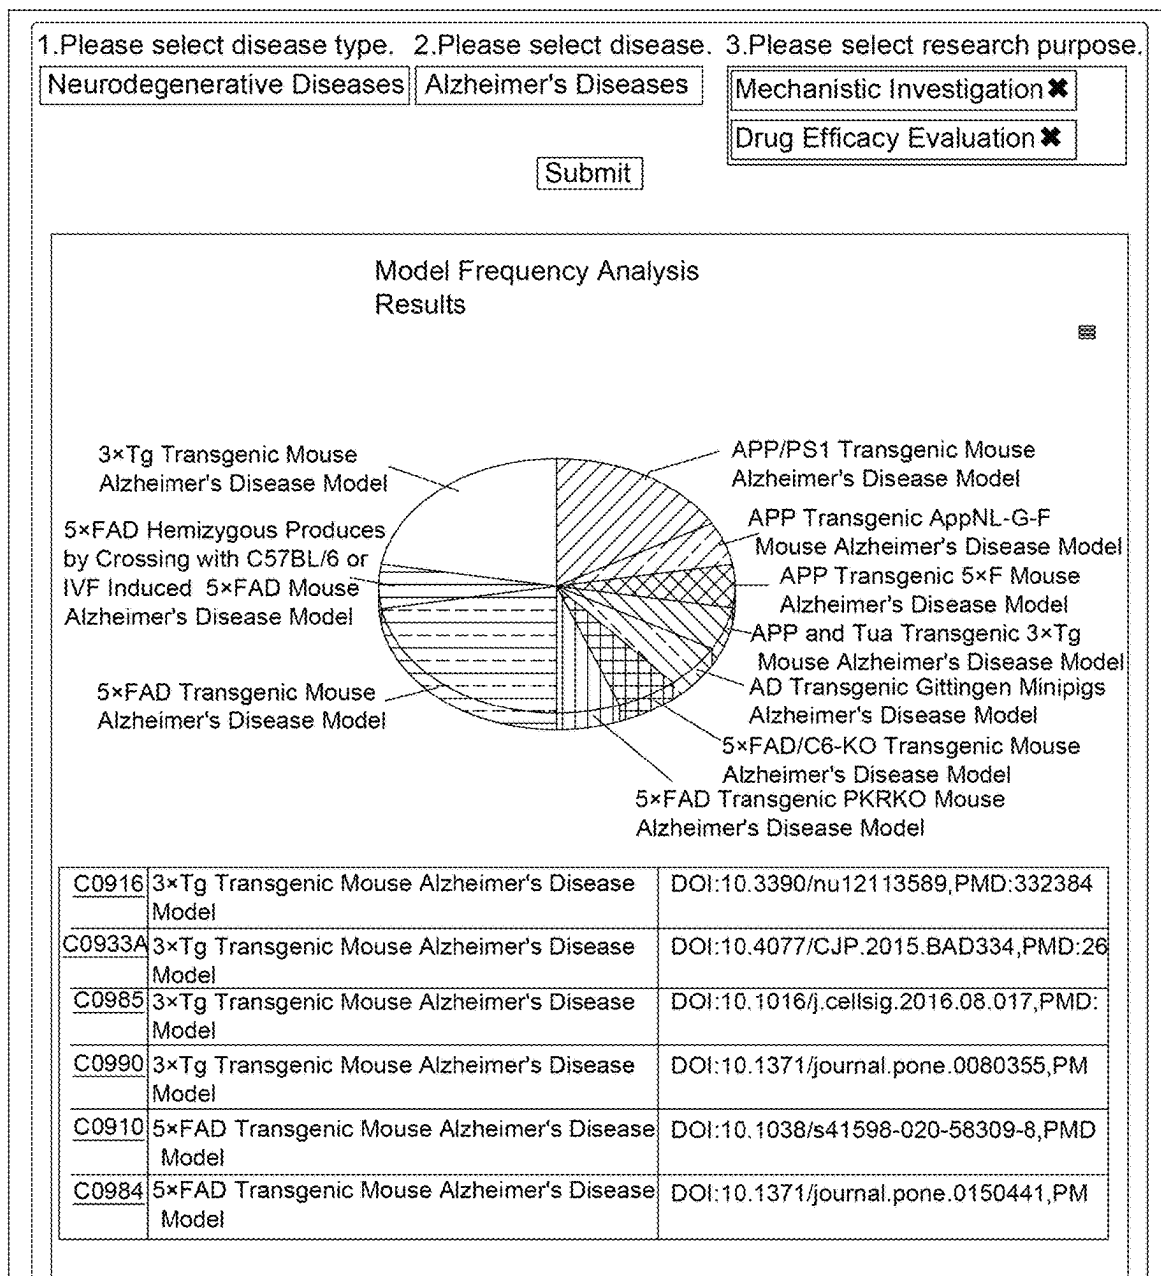 1.Please select disease type. 2.Please select disease. 3.Please select research purpose.
Neurodegenerative Diseases Alzheimer's Diseases Mechanistic Investigation✖
Drug Efficacy Evaluation✖
Submit
Model Frequency Analysis
Results
3×Tg Transgenic Mouse
Alzheimer's Disease Model
5×FAD Hemizygous Produces
by Crossing with C57BL/6 or
IVF Induced 5×FAD Mouse
Alzheimer's Disease Model
5×FAD Transgenic Mouse
Alzheimer's Disease Model
APP/PS1 Transgenic Mouse
Alzheimer's Disease Model
APP Transgenic AppNL-G-F
Mouse Alzheimer's Disease Model
APP Transgenic 5×F Mouse
Alzheimer's Disease Model
APP and Tua Transgenic 3×Tg
Mouse Alzheimer's Disease Model
AD Transgenic Gittingen Minipigs
Alzheimer's Disease Model
5×FAD/C6-KO Transgenic Mouse
Alzheimer's Disease Model
5×FAD Transgenic PKRKO Mouse
Alzheimer's Disease Model
C0916 3×Tg Transgenic Mouse Alzheimer's Disease DOI:10.3390/nu12113589,PMD:332384
Model
C0933A 3×Tg Transgenic Mouse Alzheimer's Disease DOI:10.4077/CJP.2015.BAD334,PMD:26
Model
C0985 3×Tg Transgenic Mouse Alzheimer's Disease DOI:10.1016/j.cellsig.2016.08.017,PMD:
Model
C0990 3×Tg Transgenic Mouse Alzheimer's Disease DOI:10.1371/journal.pone.0080355,PM
Model
C0910 5×FAD Transgenic Mouse Alzheimer's Disease DOI:10.1038/s41598-020-58309-8,PMD
Model
C0984 5×FAD Transgenic Mouse Alzheimer's Disease DOI:10.1371/journal.pone.0150441,PM
Model